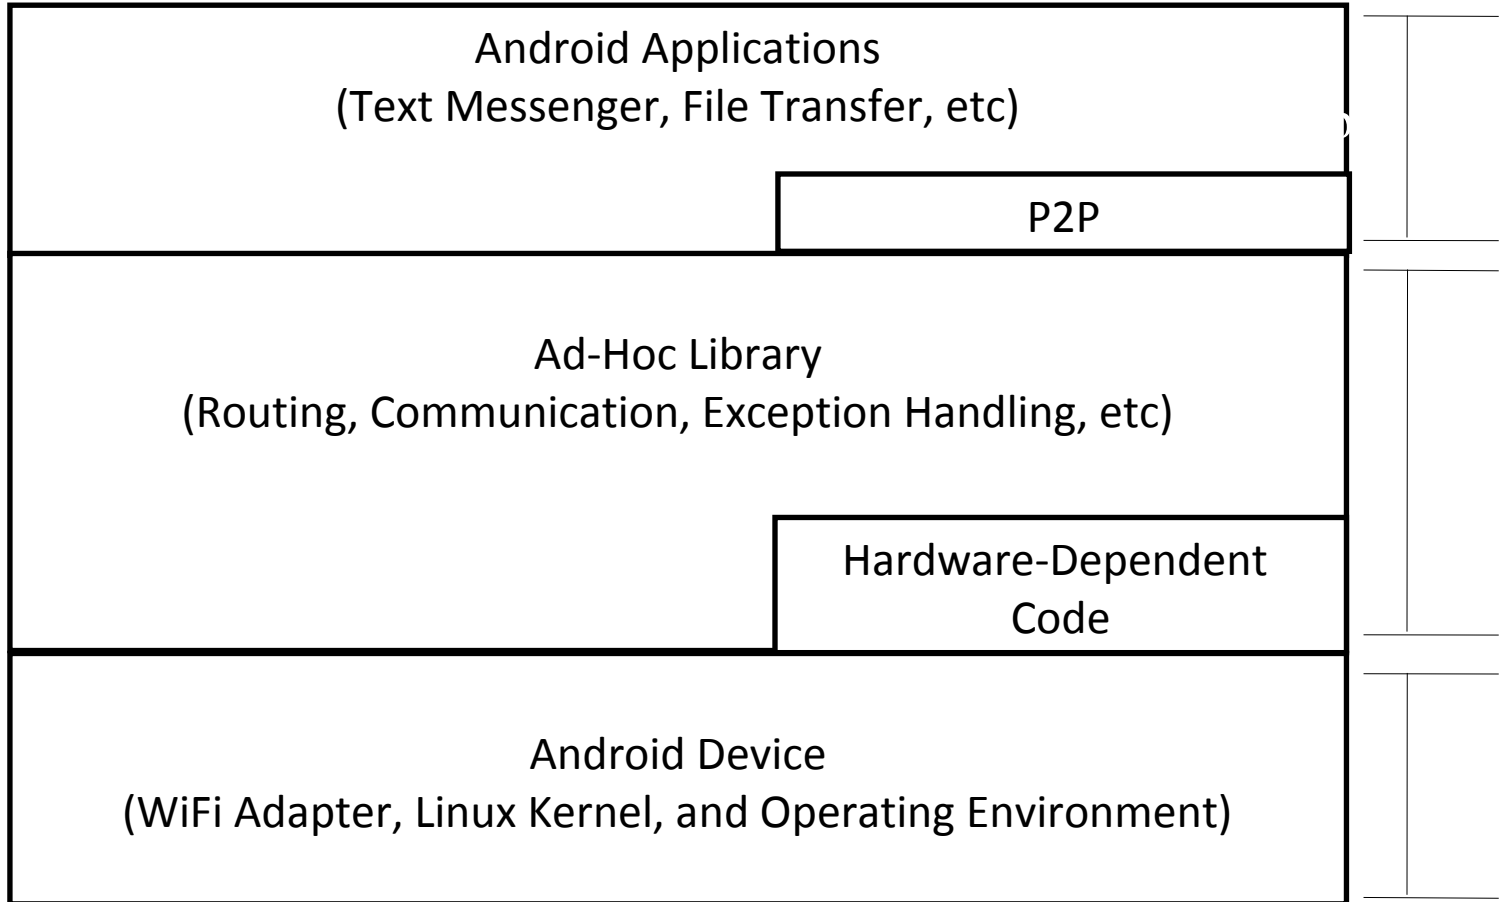 Android Applications
(Text Messenger, File Transfer, etc)
P2P
Ad-Hoc Library
(Routing, Communication, Exception Handling, etc)
Hardware-Dependent
Code
Android Device
(WiFi Adapter, Linux Kernel, and Operating Environment)